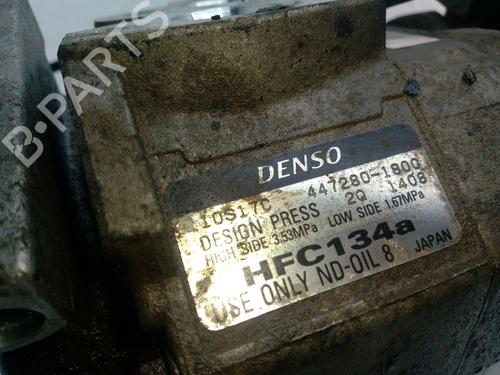 B-PARTS
DENSO
10S17C 447280-1800
DESIGN PRESS 2Q 1408
HIGH SIDE 3.53MPa LOW SIDE 1.67MPa
HFC134a
USE ONLY ND-OIL 8 JAPAN